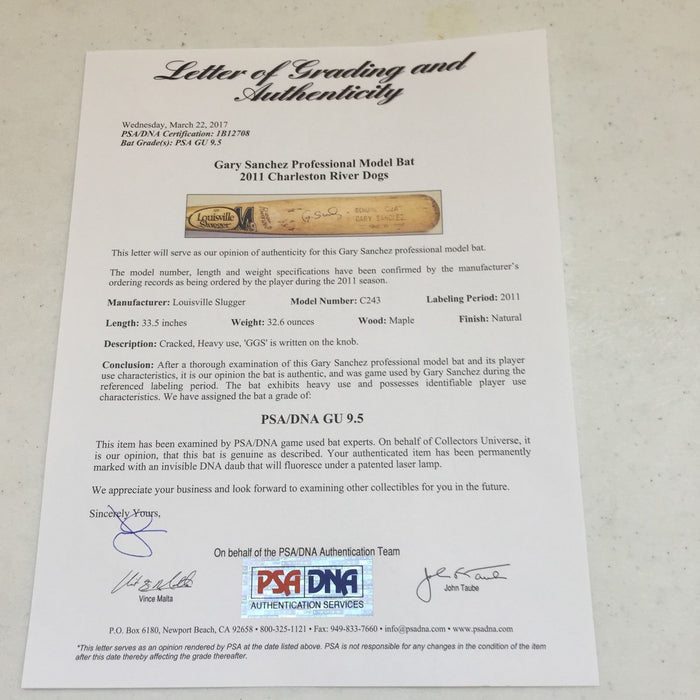 Letter of Grading and
Authenticity
Wednesday, March 22, 2017
PSA/DNA Certification: 1B12708
Bat Grade(s): PSA GU 9.5
Gary Sanchez Professional Model Bat
2011 Charleston River Dogs
Louisville
Slugger
GENUINE C243
GARY SANCHEZ
This letter will serve as our opinion of authenticity for this Gary Sanchez professional model bat.
The model number, length and weight specifications have been confirmed by the manufacturer's
ordering records as being ordered by the player during the 2011 season.
Manufacturer: Louisville Slugger Model Number: C243 Labeling Period: 2011
Length: 33.5 inches Weight: 32.6 ounces Wood: Maple Finish: Natural
Description: Cracked, Heavy use, 'GGS' is written on the knob.
Conclusion: After a thorough examination of this Gary Sanchez professional model bat and its player
use characteristics, it is our opinion the bat is authentic, and was game used by Gary Sanchez during the
referenced labeling period. The bat exhibits heavy use and possesses identifiable player use
characteristics. We have assigned the bat a grade of:
PSA/DNA GU 9.5
This item has been examined by PSA/DNA game used bat experts. On behalf of Collectors Universe, it
is our opinion, that this bat is genuine as described. Your authenticated item has been permanently
marked with an invisible DNA daub that will fluoresce under a patented laser lamp.
We appreciate your business and look forward to examining other collectibles for you in the future.
Sincerely Yours,
On behalf of the PSA/DNA Authentication Team
Vince Malta
PSA DNA
AUTHENTICATION SERVICES
John Taube
P.O. Box 6180, Newport Beach, CA 92658 • 800-325-1121 • Fax: 949-833-7660 • info@psadna.com • www.psadna.com
*This letter serves as an opinion rendered by PSA at the date listed above. PSA is not responsible for any changes in the condition of the item
after this date thereby affecting the grade thereafter.